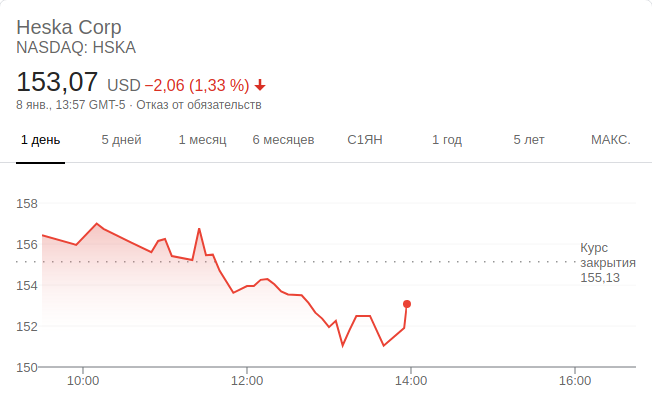 Heska Corp
NASDAQ: HSKA
153,07 USD −2,06 (1,33 %)
8 янв., 13:57 GMT-5 · Отказ от обязательств
1 день 5 дней 1 месяц 6 месяцев С1ЯН 1 год 5 лет МАКС.
158
156
Курс
закрытия
155,13
154
152
150
10:00 12:00 14:00 16:00